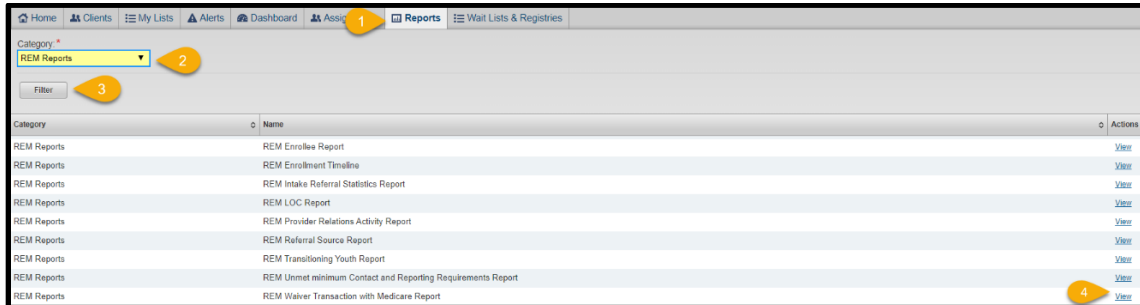 Home Clients My Lists Alerts Dashboard 1 Reports Wait Lists & Registries
Category:*
REM Reports 2
Filter 3
Category Name Actions
REM Reports REM Enrollee Report View
REM Reports REM Enrollment Timeline View
REM Reports REM Intake Referral Statistics Report View
REM Reports REM LOC Report View
REM Reports REM Provider Relations Activity Report View
REM Reports REM Referral Source Report View
REM Reports REM Transitioning Youth Report View
REM Reports REM Unmet minimum Contact and Reporting Requirements Report View
REM Reports REM Waiver Transaction with Medicare Report 4 View